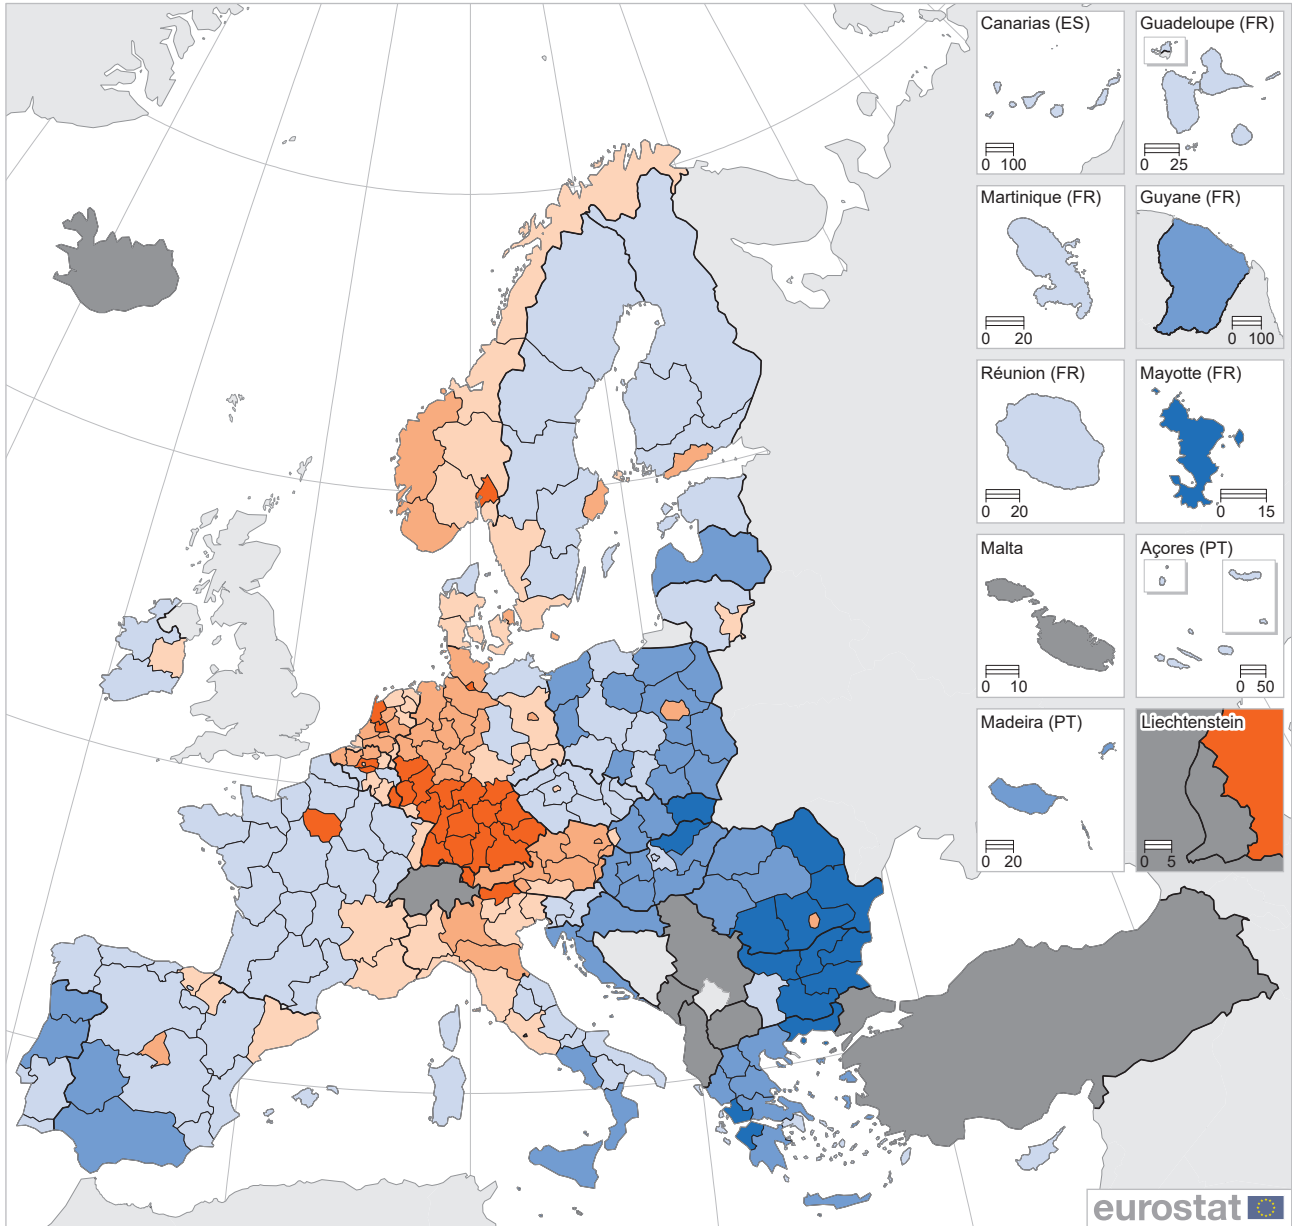 Canarias (ES)
0 100
Guadeloupe (FR)
0 25
Martinique (FR)
0 20
Guyane (FR)
0 100
Réunion (FR)
0 20
Mayotte (FR)
0 15
Malta
0 10
Açores (PT)
0 50
Madeira (PT)
0 20
Liechtenstein
0 5
eurostat